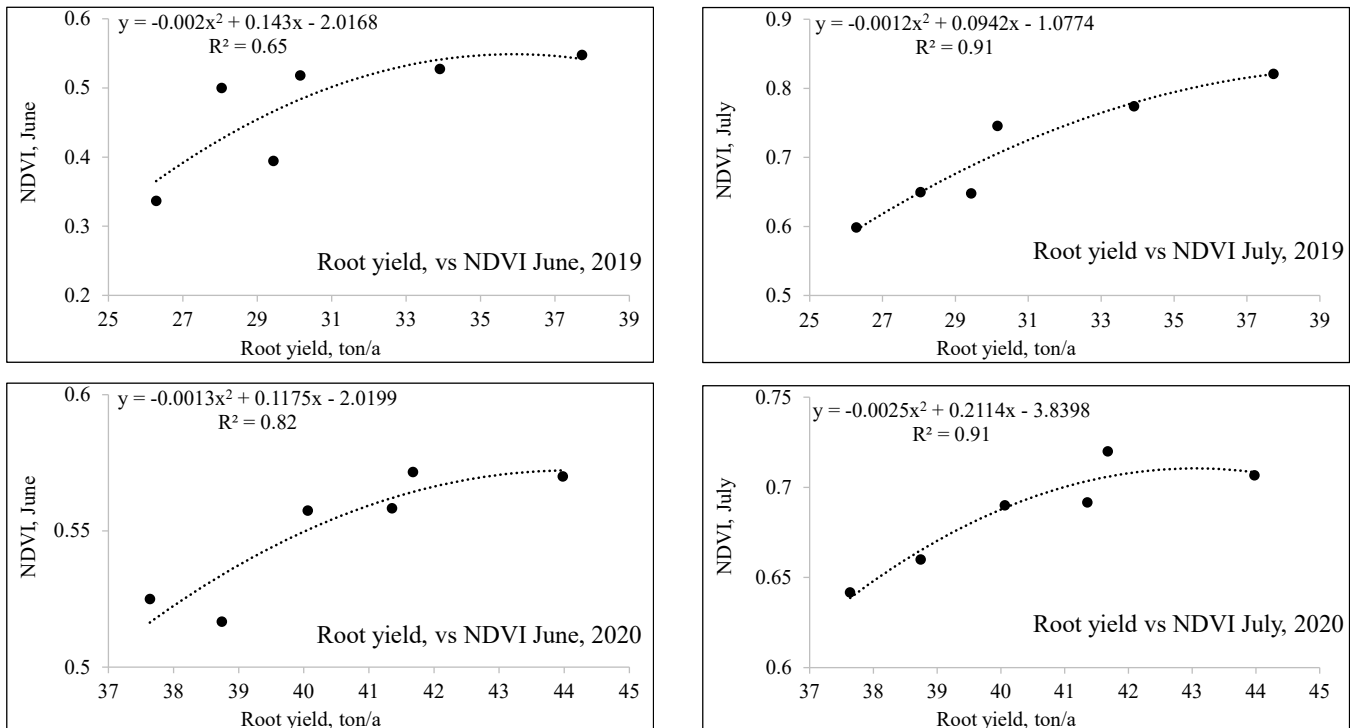 y = -0.002x² + 0.143x - 2.0168
R² = 0.65
0.6
0.5
0.4
0.3
0.2
NDVI, June
Root yield, vs NDVI June, 2019
25 27 29 31 33 35 37 39
Root yield, ton/a
y = -0.0012x² + 0.0942x - 1.0774
R² = 0.91
0.9
0.8
0.7
0.6
0.5
NDVI, July
Root yield vs NDVI July, 2019
25 27 29 31 33 35 37 39
Root yield, ton/a
y = -0.0013x² + 0.1175x - 2.0199
R² = 0.82
0.6
0.55
0.5
NDVI, June
Root yield, vs NDVI June, 2020
37 38 39 40 41 42 43 44 45
Root yield, ton/a
y = -0.0025x² + 0.2114x - 3.8398
R² = 0.91
0.75
0.7
0.65
0.6
NDVI, July
Root yield vs NDVI July, 2020
37 38 39 40 41 42 43 44 45
Root yield, ton/a